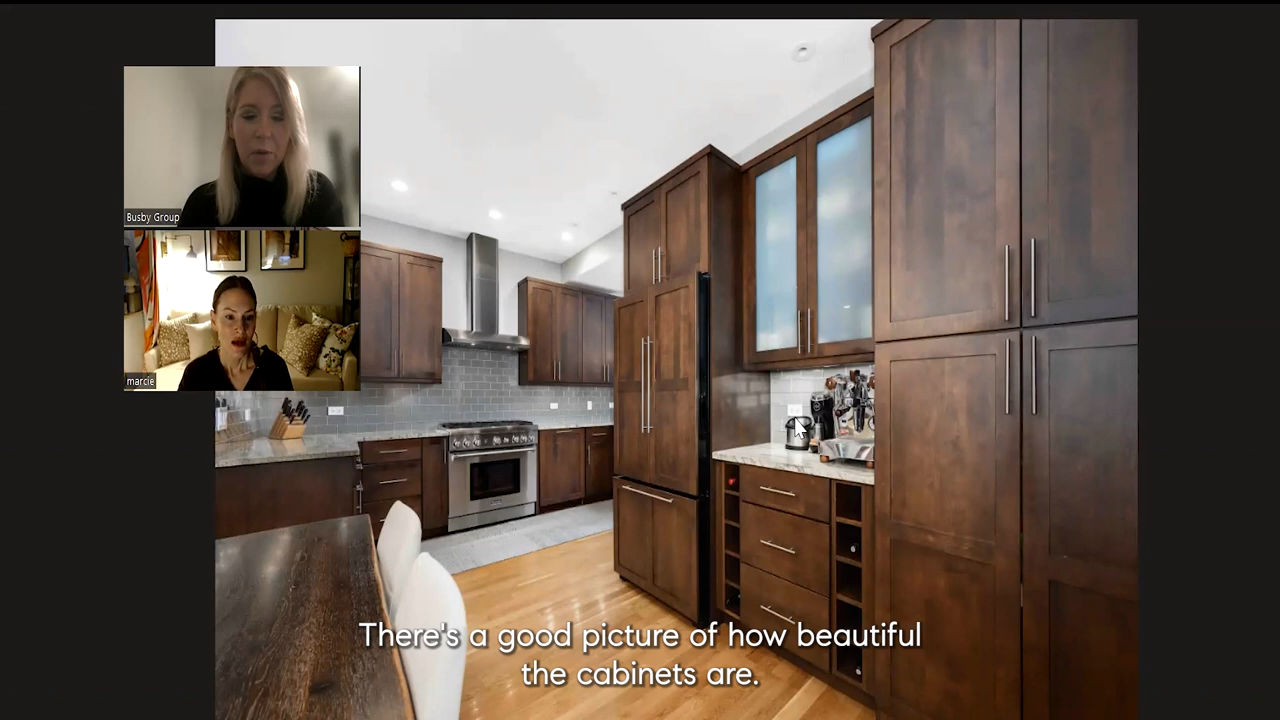 Busby Group
marcie
There's a good picture of how beautiful
the cabinets are.